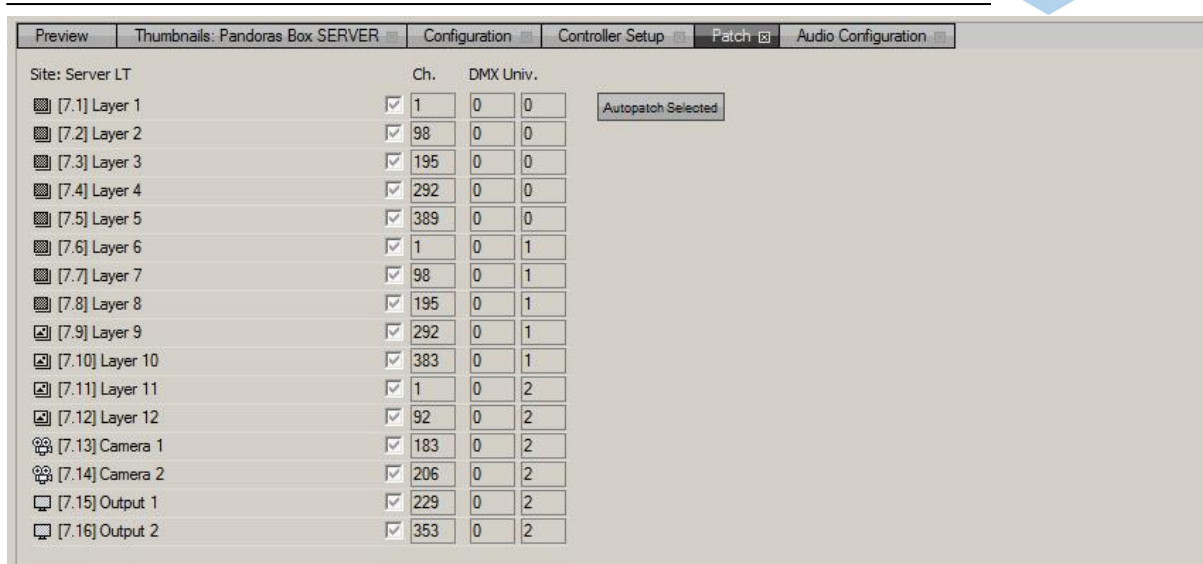 Preview Thumbnails: Pandoras Box SERVER Configuration Controller Setup Patch Audio Configuration
Site: Server LT Ch. DMX Univ.
[7.1] Layer 1 1 0 0 Autopatch Selected
[7.2] Layer 2 98 0 0
[7.3] Layer 3 195 0 0
[7.4] Layer 4 292 0 0
[7.5] Layer 5 389 0 0
[7.6] Layer 6 1 0 1
[7.7] Layer 7 98 0 1
[7.8] Layer 8 195 0 1
[7.9] Layer 9 292 0 1
[7.10] Layer 10 383 0 1
[7.11] Layer 11 1 0 2
[7.12] Layer 12 92 0 2
[7.13] Camera 1 183 0 2
[7.14] Camera 2 206 0 2
[7.15] Output 1 229 0 2
[7.16] Output 2 353 0 2